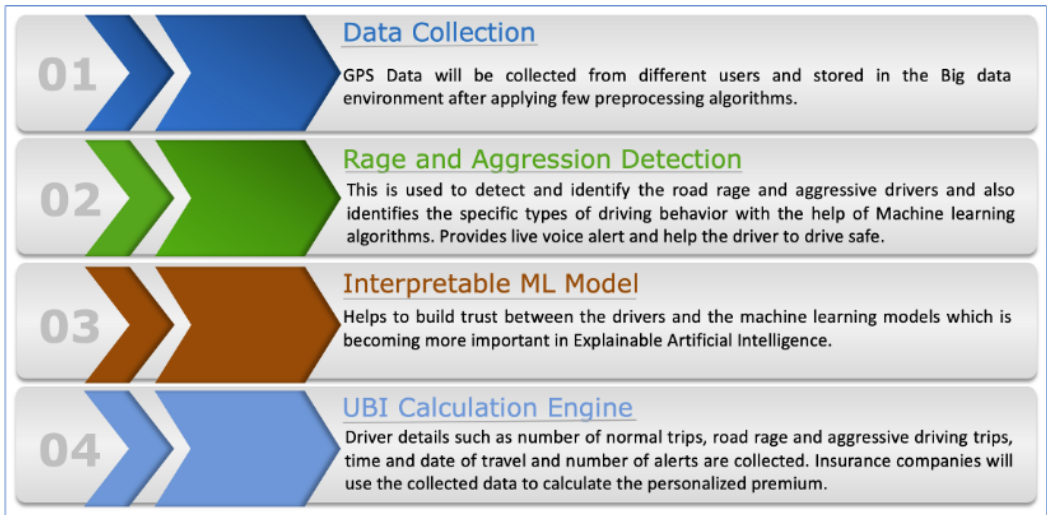 01
Data Collection
GPS Data will be collected from different users and stored in the Big data
environment after applying few preprocessing algorithms.
02
Rage and Aggression Detection
This is used to detect and identify the road rage and aggressive drivers and also
identifies the specific types of driving behavior with the help of Machine learning
algorithms. Provides live voice alert and help the driver to drive safe.
03
Interpretable ML Model
Helps to build trust between the drivers and the machine learning models which is
becoming more important in Explainable Artificial Intelligence.
04
UBI Calculation Engine
Driver details such as number of normal trips, road rage and aggressive driving trips,
time and date of travel and number of alerts are collected. Insurance companies will
use the collected data to calculate the personalized premium.